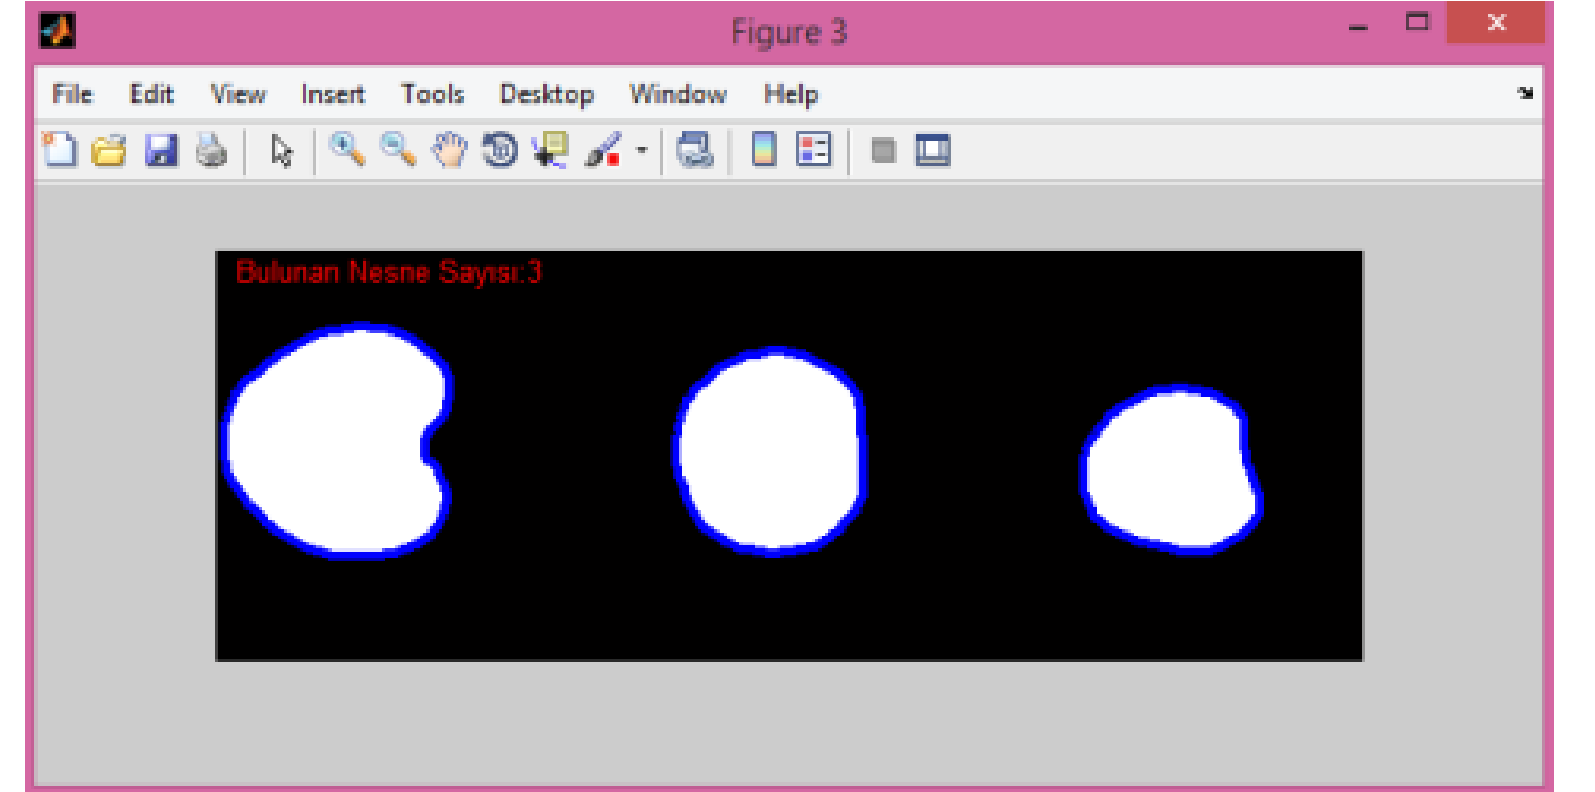 Figure 3
File Edit View Insert Tools Desktop Window Help
Bulunan Nesne Sayısı:3